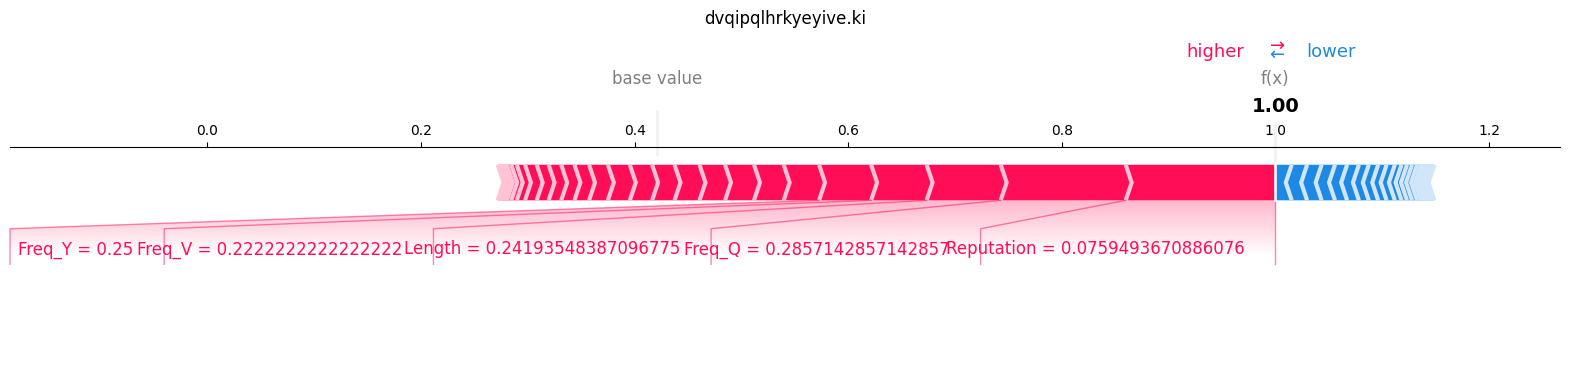 dvqipqlhrkyeyive.ki
higher ⇄ lower
base value f(x)
1.00
0.0 0.2 0.4 0.6 0.8 1.0 1.2
Freq_Y = 0.25 Freq_V = 0.2222222222222222 Length = 0.24193548387096775 Freq_Q = 0.2857142857142857 Reputation = 0.0759493670886076